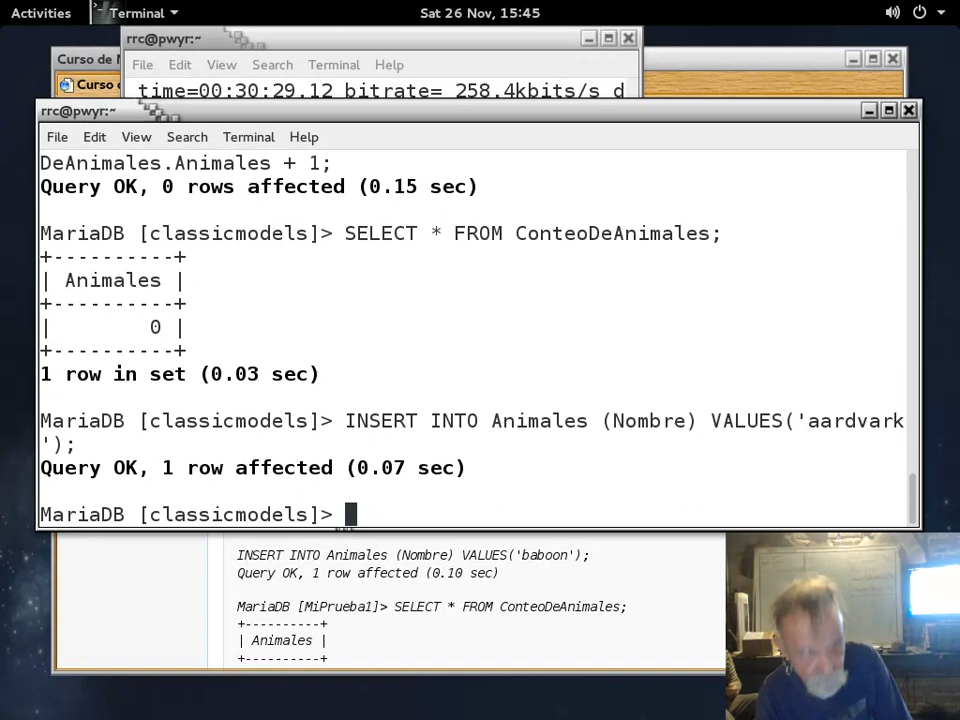 Activities Terminal Sat 26 Nov, 15:45
rrc@pwyr:~
Curso de
File Edit View Search Terminal Help
Curso
time=00:30:29.12 bitrate= 258.4kbits/s d
rrc@pwyr:~
File Edit View Search Terminal Help
DeAnimales.Animales + 1;
Query OK, 0 rows affected (0.15 sec)
MariaDB [classicmodels]> SELECT * FROM ConteoDeAnimales;
+----------+
| Animales |
+----------+
|        0 |
+----------+
1 row in set (0.03 sec)
MariaDB [classicmodels]> INSERT INTO Animales (Nombre) VALUES('aardvark
');
Query OK, 1 row affected (0.07 sec)
MariaDB [classicmodels]>
INSERT INTO Animales (Nombre) VALUES('baboon');
Query OK, 1 row affected (0.10 sec)
MariaDB [MiPrueba1]> SELECT * FROM ConteoDeAnimales;
+----------+
| Animales |
+----------+